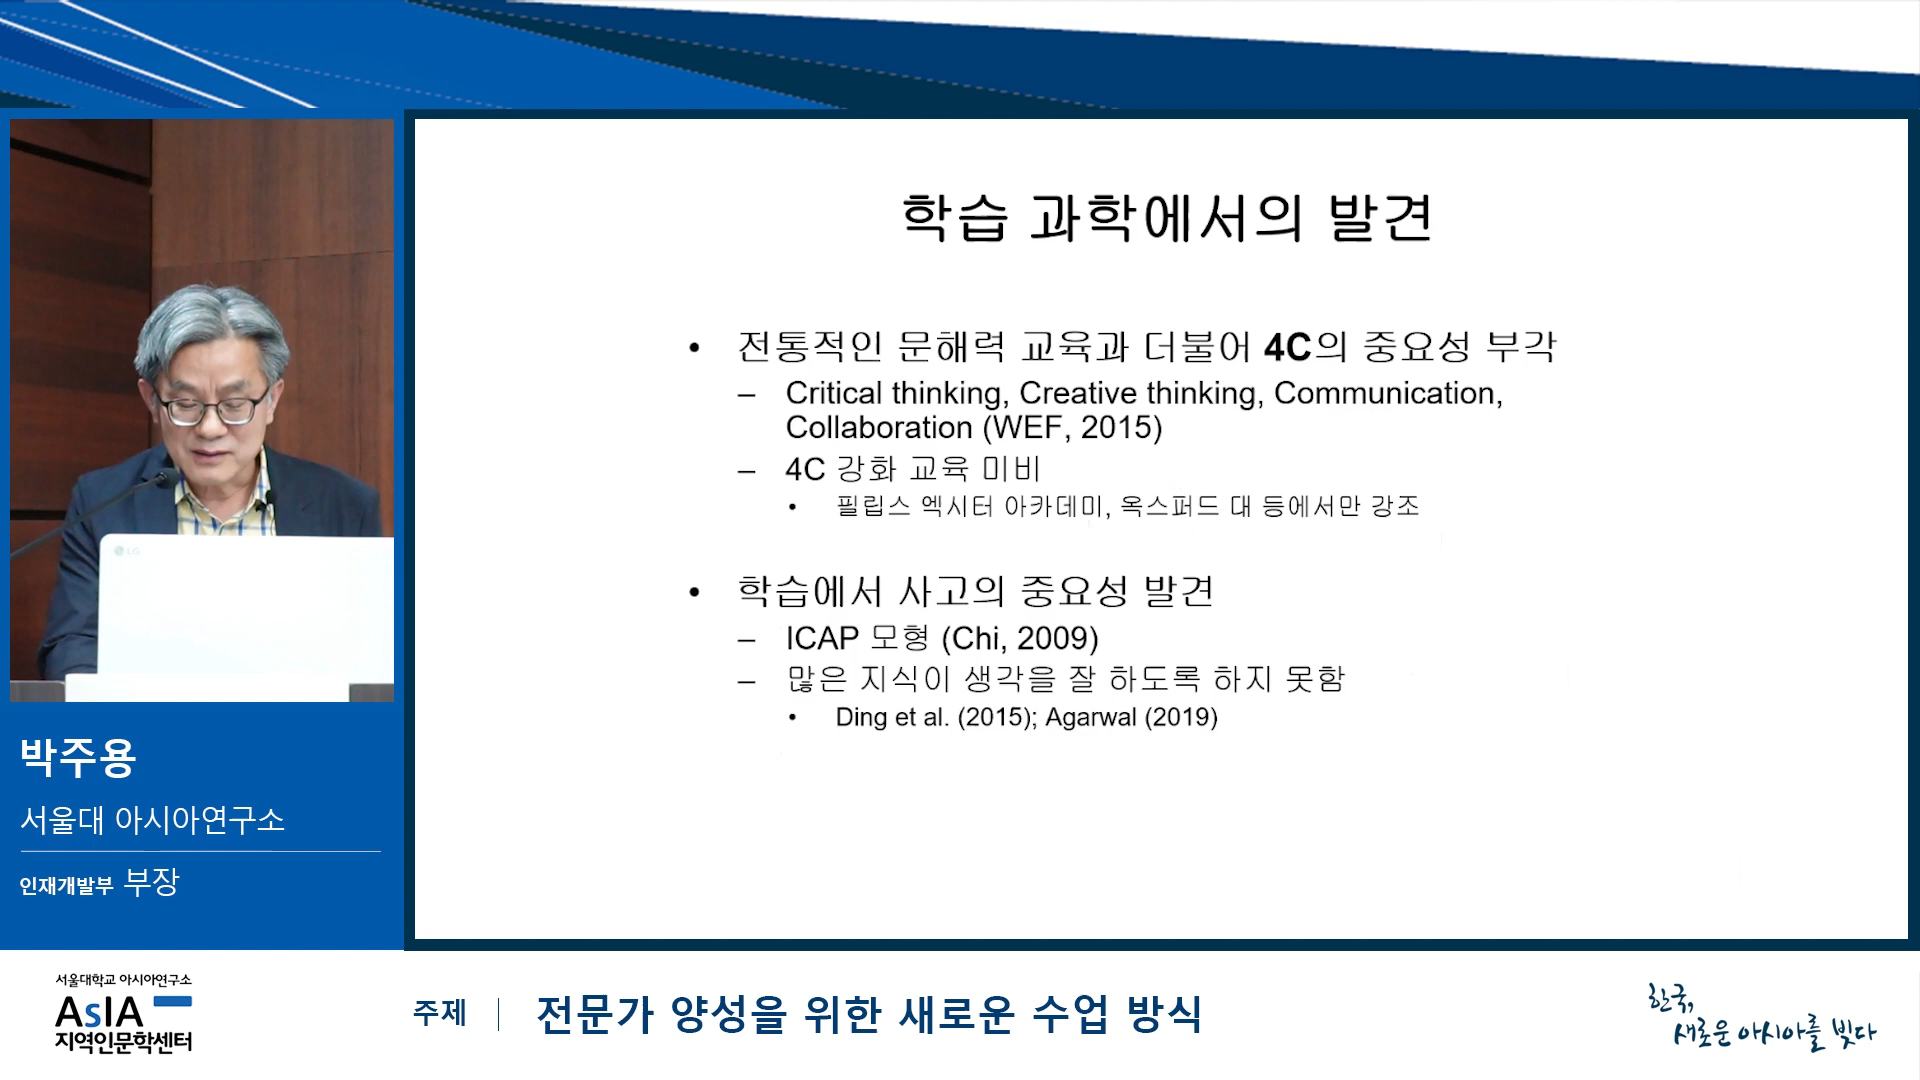 학습 과학에서의 발견
• 전통적인 문해력 교육과 더불어 4C의 중요성 부각
– Critical thinking, Creative thinking, Communication,
Collaboration (WEF, 2015)
– 4C 강화 교육 미비
• 필립스 엑시터 아카데미, 옥스퍼드 대 등에서만 강조
• 학습에서 사고의 중요성 발견
– ICAP 모형 (Chi, 2009)
– 많은 지식이 생각을 잘 하도록 하지 못함
• Ding et al. (2015); Agarwal (2019)
LG
박주용
서울대 아시아연구소
인재개발부 부장
서울대학교 아시아연구소
AsIA
지역인문학센터
주제 | 전문가 양성을 위한 새로운 수업 방식
한국,
새로운 아시아를 빚다